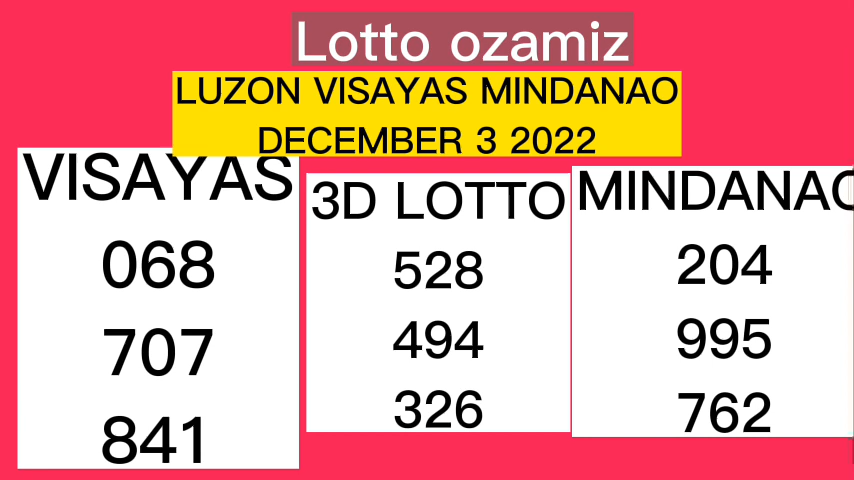 Lotto ozamiz
LUZON VISAYAS MINDANAO
DECEMBER 3 2022
VISAYAS
068
707
841
3D LOTTO
528
494
326
MINDANAO
204
995
762